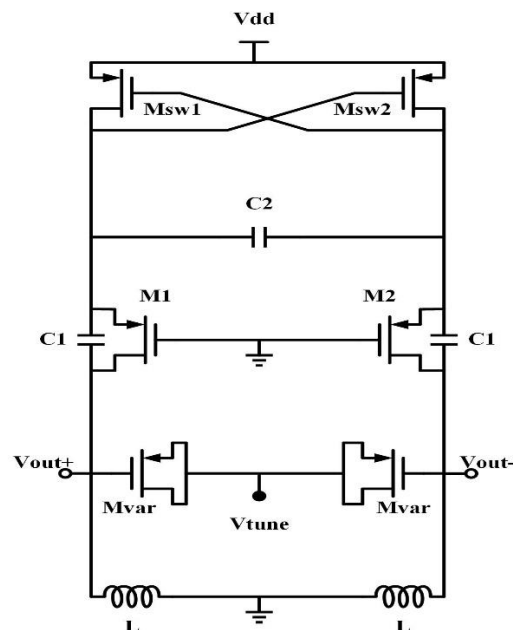 Vdd
Msw1
Msw2
C2
M1
M2
C1
C1
Vout+
Vout-
Mvar
Mvar
Vtune
L
L